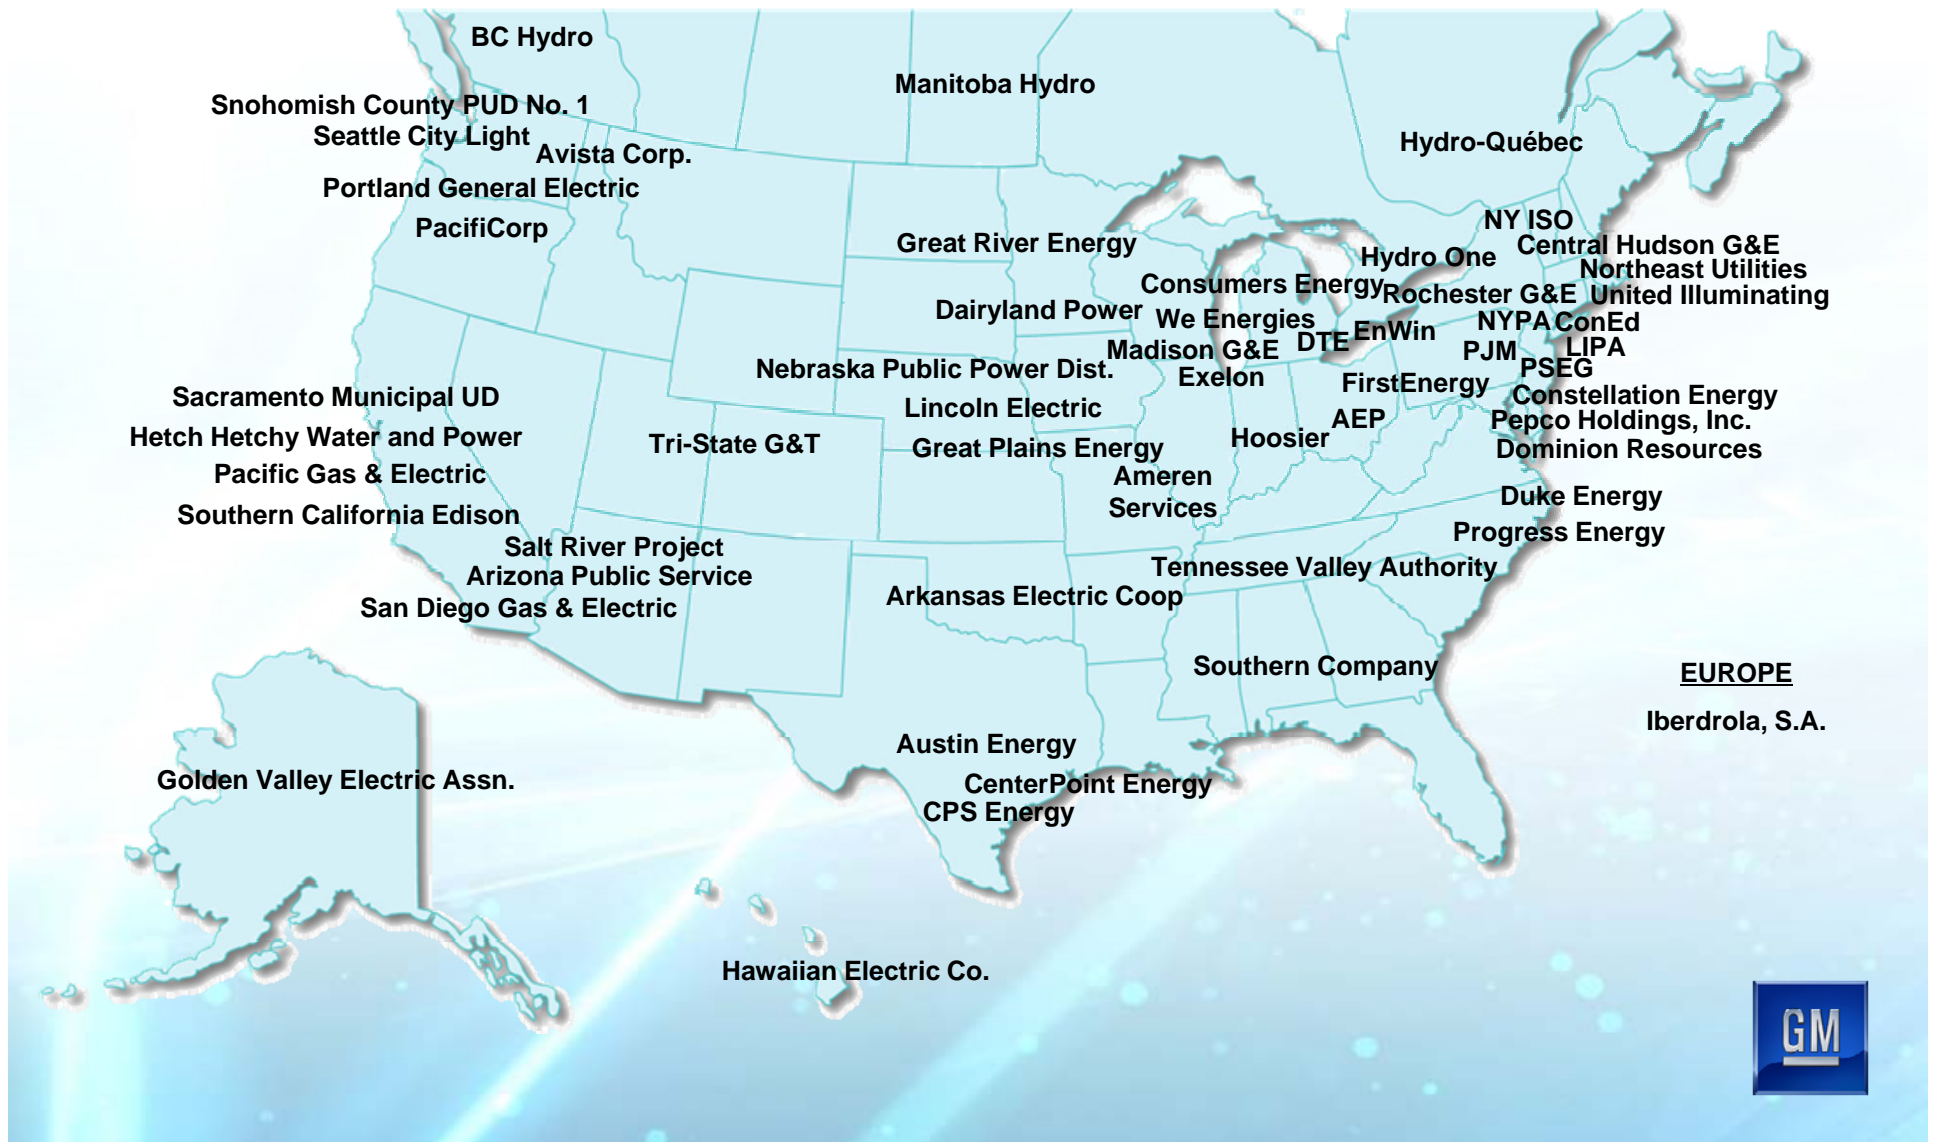 BC Hydro
Manitoba Hydro
Snohomish County PUD No. 1
Seattle City Light
Avista Corp.
Hydro-Québec
Portland General Electric
PacifiCorp
NY ISO
Great River Energy
Central Hudson G&E
Hydro One
Northeast Utilities
Consumers Energy
Rochester G&E
United Illuminating
Dairyland Power
We Energies
NYPA
ConEd
DTE
EnWin
Madison G&E
PJM
LIPA
Nebraska Public Power Dist.
Exelon
PSEG
FirstEnergy
Sacramento Municipal UD
Constellation Energy
Lincoln Electric
AEP
Pepco Holdings, Inc.
Hetch Hetchy Water and Power
Tri-State G&T
Great Plains Energy
Hoosier
Dominion Resources
Pacific Gas & Electric
Ameren
Services
Duke Energy
Southern California Edison
Progress Energy
Salt River Project
Arizona Public Service
Tennessee Valley Authority
San Diego Gas & Electric
Arkansas Electric Coop
Southern Company
EUROPE
Iberdrola, S.A.
Austin Energy
Golden Valley Electric Assn.
CenterPoint Energy
CPS Energy
Hawaiian Electric Co.
GM